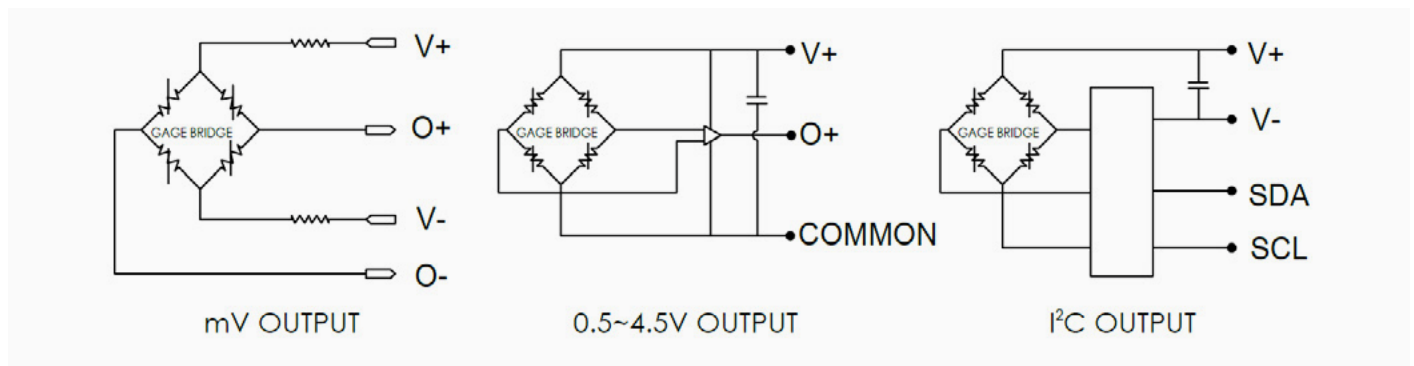 V+
GAGE BRIDGE
O+
V-
O-
mV OUTPUT
V+
GAGE BRIDGE
O+
COMMON
0.5~4.5V OUTPUT
V+
GAGE BRIDGE
V-
SDA
SCL
I²C OUTPUT